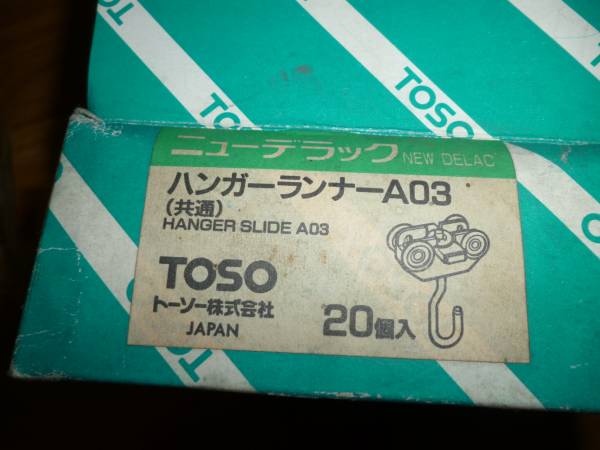 TOSO
TOSO
TOSO
TOSO
ニューデラック NEW DELAC
ハンガーランナーA03
(共通)
HANGER SLIDE A03
TOSO
トーソー株式会社
JAPAN
20個入